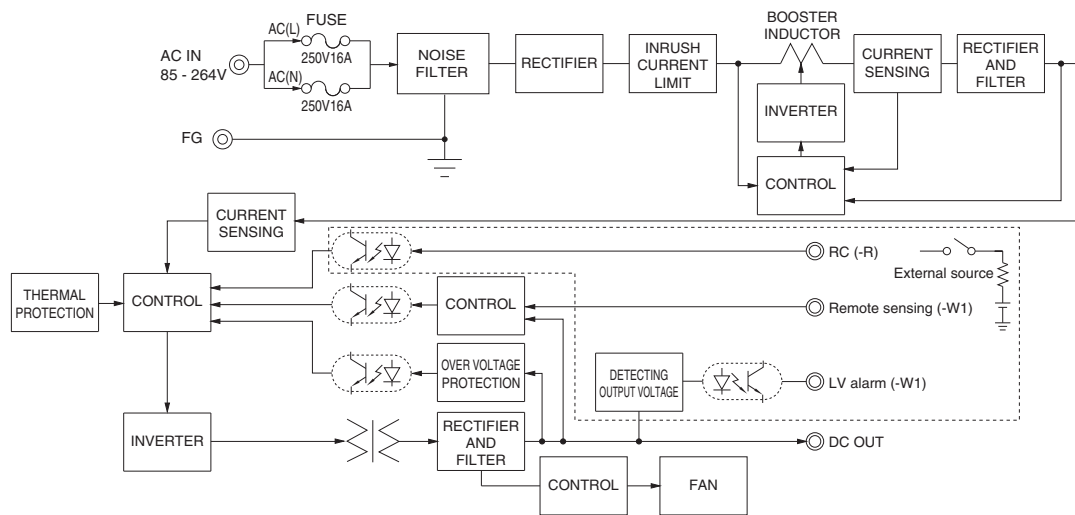 FUSE
AC(L)
250V16A
AC IN
85 - 264V
AC(N)
250V16A
FG
NOISE
FILTER
RECTIFIER
INRUSH
CURRENT
LIMIT
BOOSTER
INDUCTOR
CURRENT
SENSING
RECTIFIER
AND
FILTER
INVERTER
CONTROL
CURRENT
SENSING
RC (-R)
External source
THERMAL
PROTECTION
CONTROL
CONTROL
Remote sensing (-W1)
OVER VOLTAGE
PROTECTION
DETECTING
OUTPUT VOLTAGE
LV alarm (-W1)
INVERTER
RECTIFIER
AND
FILTER
DC OUT
CONTROL
FAN